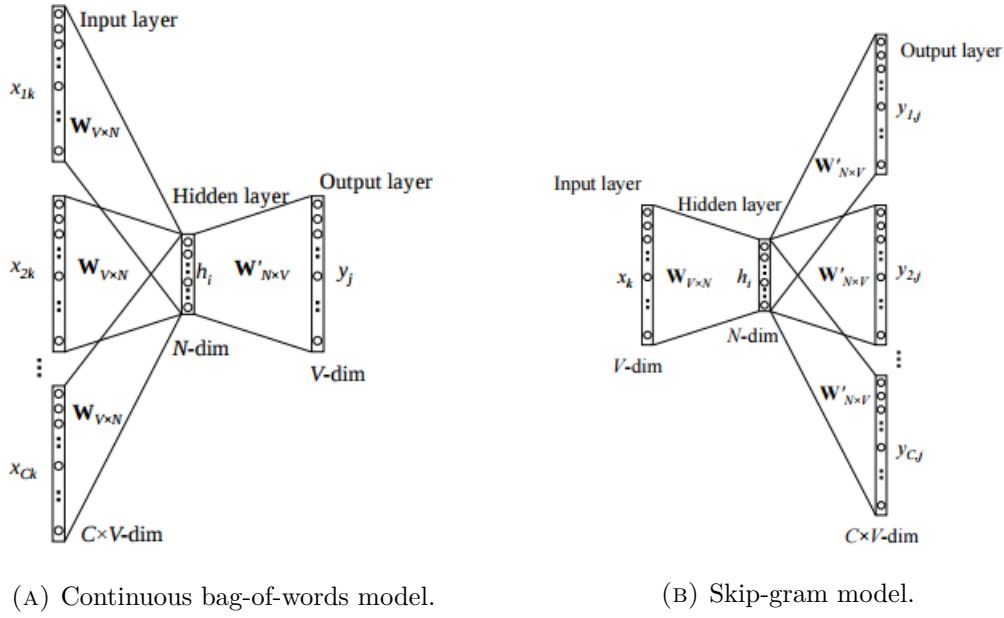 Input layer
x1k
WV×N
Hidden layer
Output layer
x2k
WV×N
hi
W'N×V
yj
N-dim
V-dim
WV×N
xCk
C×V-dim
(A) Continuous bag-of-words model.
Output layer
y1,j
W'N×V
Input layer
Hidden layer
xk
WV×N
hi
W'N×V
y2,j
N-dim
V-dim
W'N×V
yC,j
C×V-dim
(B) Skip-gram model.